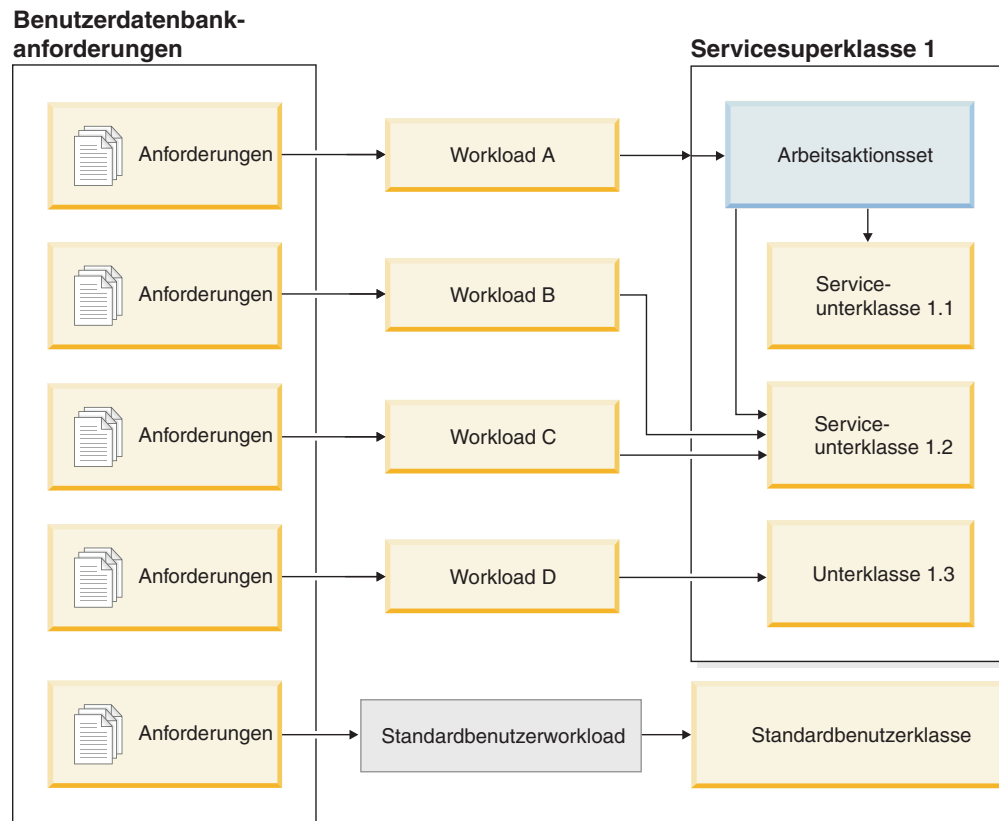 Benutzerdatenbank-
anforderungen
Servicesuperklasse 1
Anforderungen
Workload A
Arbeitsaktionsset
Anforderungen
Workload B
Service-
unterklasse 1.1
Anforderungen
Workload C
Service-
unterklasse 1.2
Anforderungen
Workload D
Unterklasse 1.3
Anforderungen
Standardbenutzerworkload
Standardbenutzerklasse